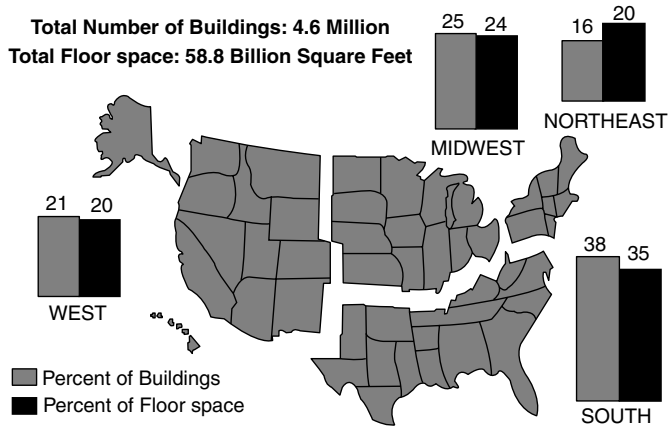 Total Number of Buildings: 4.6 Million
Total Floor space: 58.8 Billion Square Feet
25 24
MIDWEST
16 20
NORTHEAST
21 20
WEST
38 35
SOUTH
Percent of Buildings
Percent of Floor space